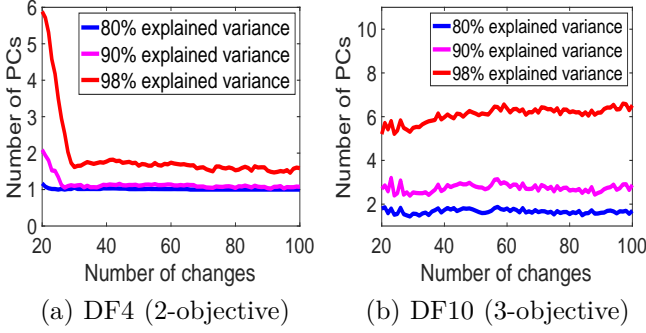 80% explained variance
90% explained variance
98% explained variance
Number of PCs
6
5
4
3
2
1
0
20 40 60 80 100
Number of changes
(a) DF4 (2-objective)
80% explained variance
90% explained variance
98% explained variance
Number of PCs
10
8
6
4
2
20 40 60 80 100
Number of changes
(b) DF10 (3-objective)